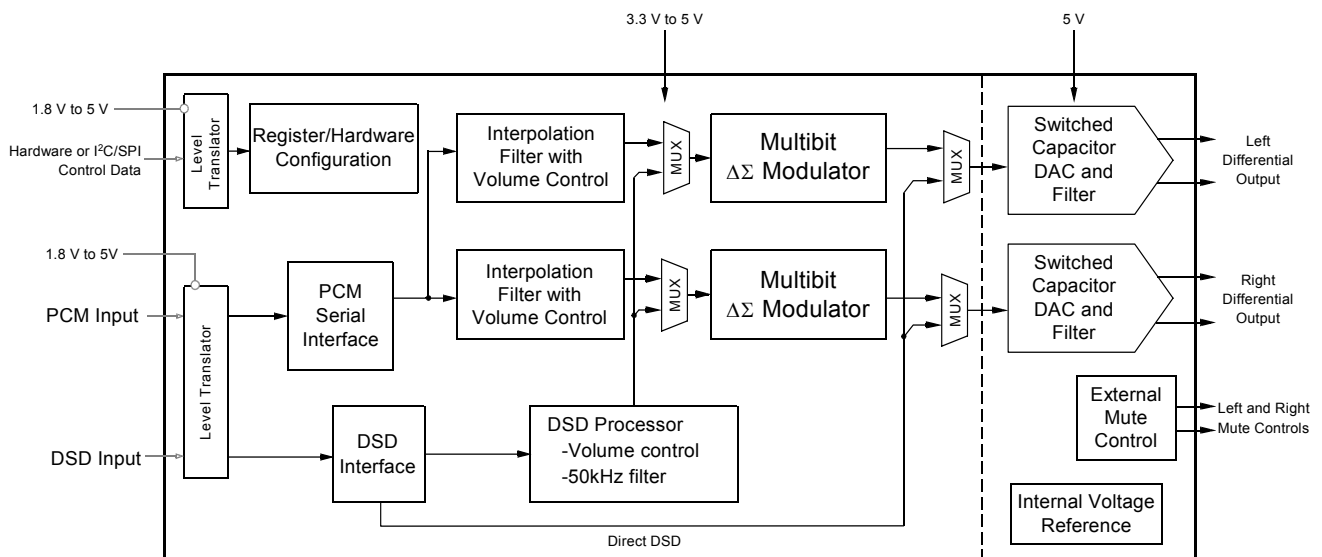 3.3 V to 5 V
5 V
1.8 V to 5 V
Hardware or I²C/SPI
Control Data
Level
Translator
Register/Hardware
Configuration
Interpolation
Filter with
Volume Control
MUX
Multibit
ΔΣ Modulator
MUX
Switched
Capacitor
DAC and
Filter
Left
Differential
Output
1.8 V to 5V
PCM Input
Level Translator
PCM
Serial
Interface
Interpolation
Filter with
Volume Control
MUX
Multibit
ΔΣ Modulator
MUX
Switched
Capacitor
DAC and
Filter
Right
Differential
Output
DSD Input
DSD
Interface
DSD Processor
-Volume control
-50kHz filter
External
Mute
Control
Left and Right
Mute Controls
Internal Voltage
Reference
Direct DSD